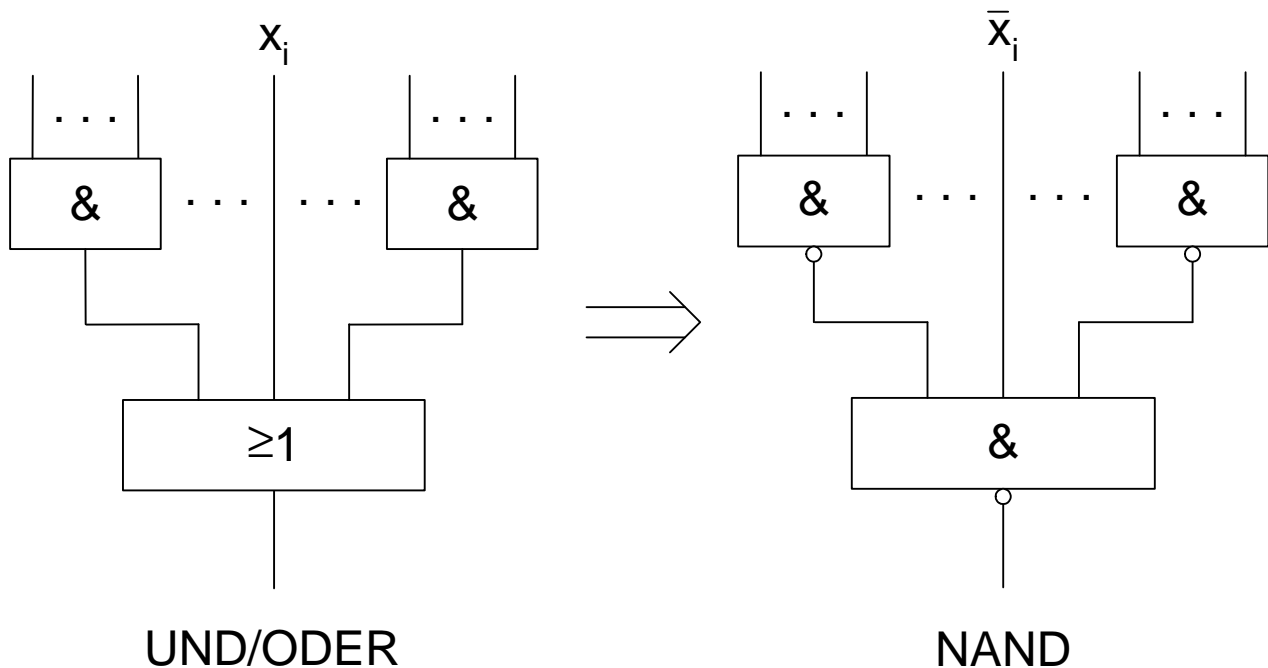 xᵢ x̅ᵢ
. . . . . . . . . . . .
& . . . . . . & & . . . . . . &
≥1 &
UND/ODER NAND